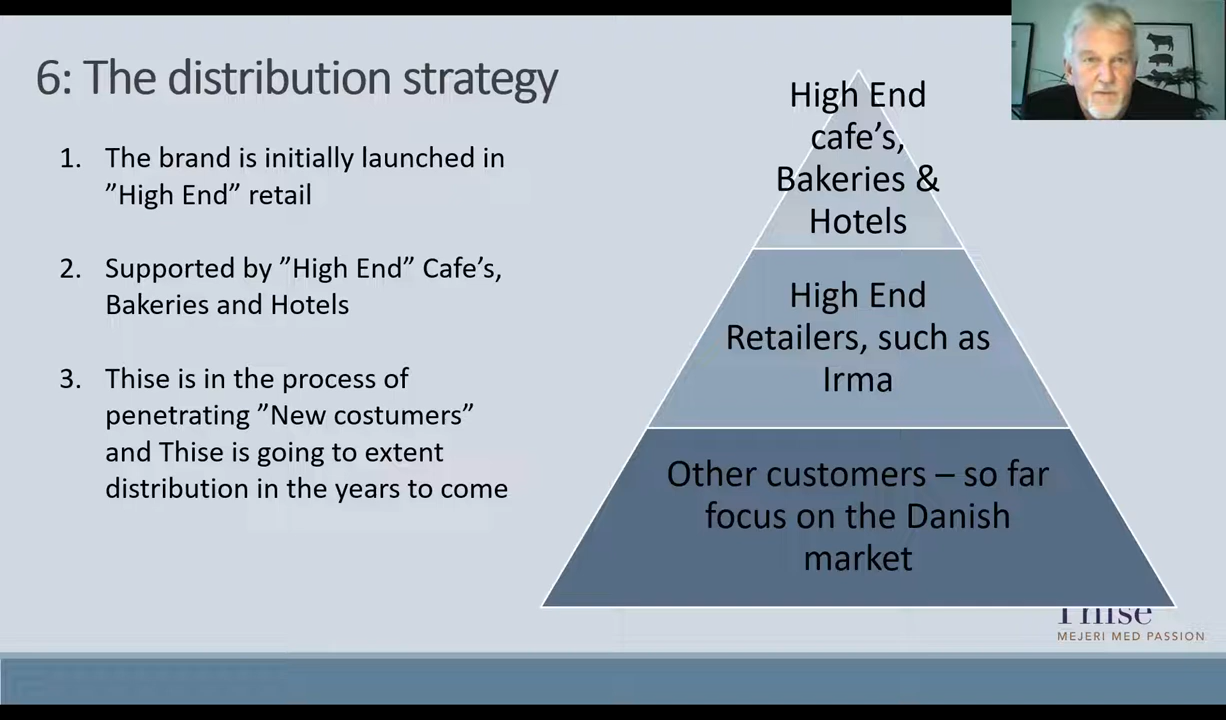 6: The distribution strategy
1. The brand is initially launched in
”High End” retail
2. Supported by ”High End” Cafe’s,
Bakeries and Hotels
3. Thise is in the process of
penetrating ”New costumers”
and Thise is going to extent
distribution in the years to come
High End
cafe’s,
Bakeries &
Hotels
High End
Retailers, such as
Irma
Other customers – so far
focus on the Danish
market
Thise
MEJERI MED PASSION